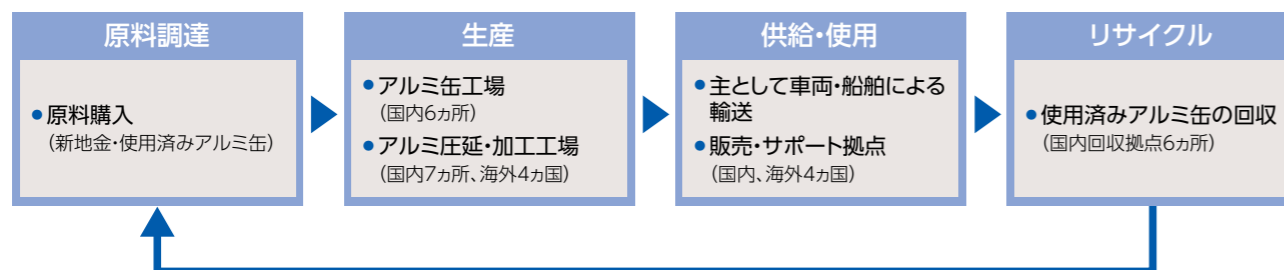 原料調達
●原料購入
（新地金・使用済みアルミ缶）
生産
●アルミ缶工場
（国内6ヵ所）
●アルミ圧延・加工工場
（国内7ヵ所、海外4ヵ国）
供給・使用
●主として車両・船舶による
輸送
●販売・サポート拠点
（国内、海外4ヵ国）
リサイクル
●使用済みアルミ缶の回収
（国内回収拠点6ヵ所）